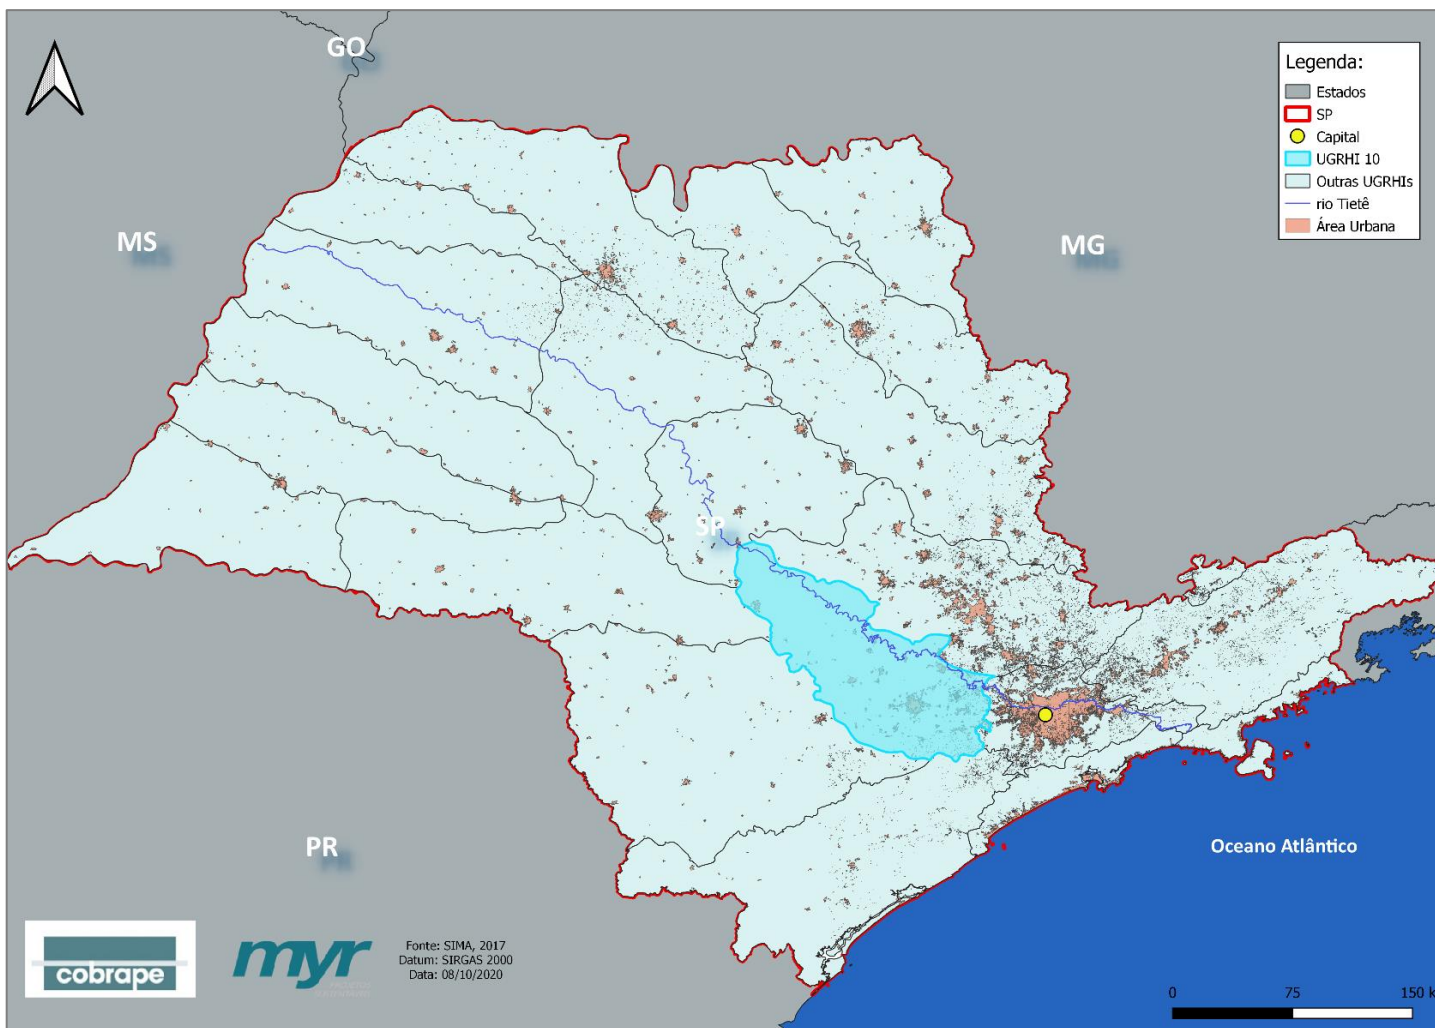 GO
MS
MG
SP
PR
Oceano Atlântico
Legenda:
Estados
SP
Capital
UGRHI 10
Outras UGRHIs
rio Tietê
Área Urbana
cobrape
myr
Fonte: SIMA, 2017
Datum: SIRGAS 2000
Data: 08/10/2020
0 75 150 k